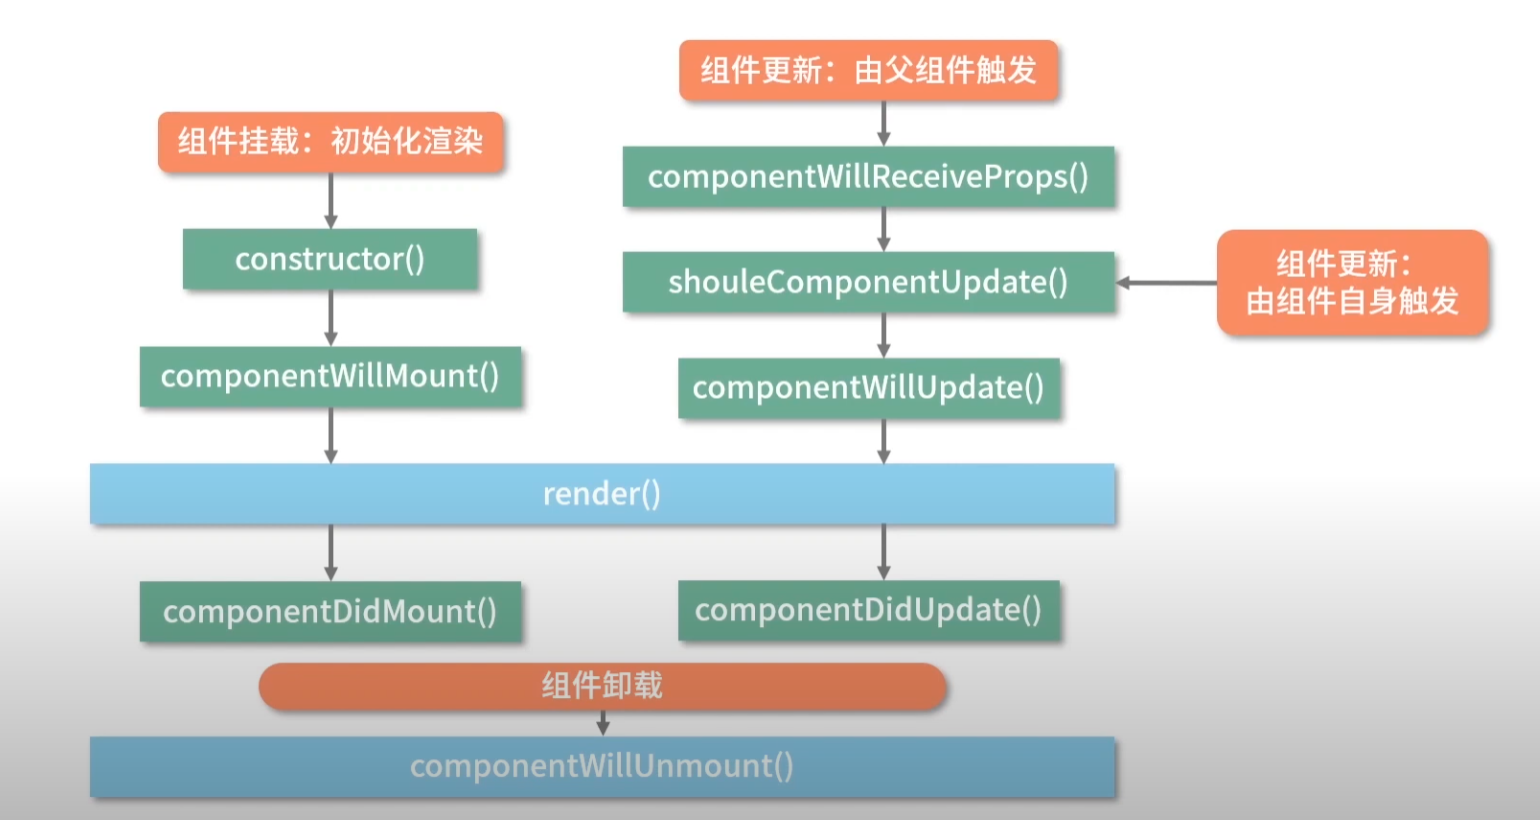 组件挂载：初始化渲染
constructor()
componentWillMount()
组件更新：由父组件触发
componentWillReceiveProps()
shouleComponentUpdate()
组件更新：
由组件自身触发
componentWillUpdate()
render()
componentDidMount()
componentDidUpdate()
组件卸载
componentWillUnmount()